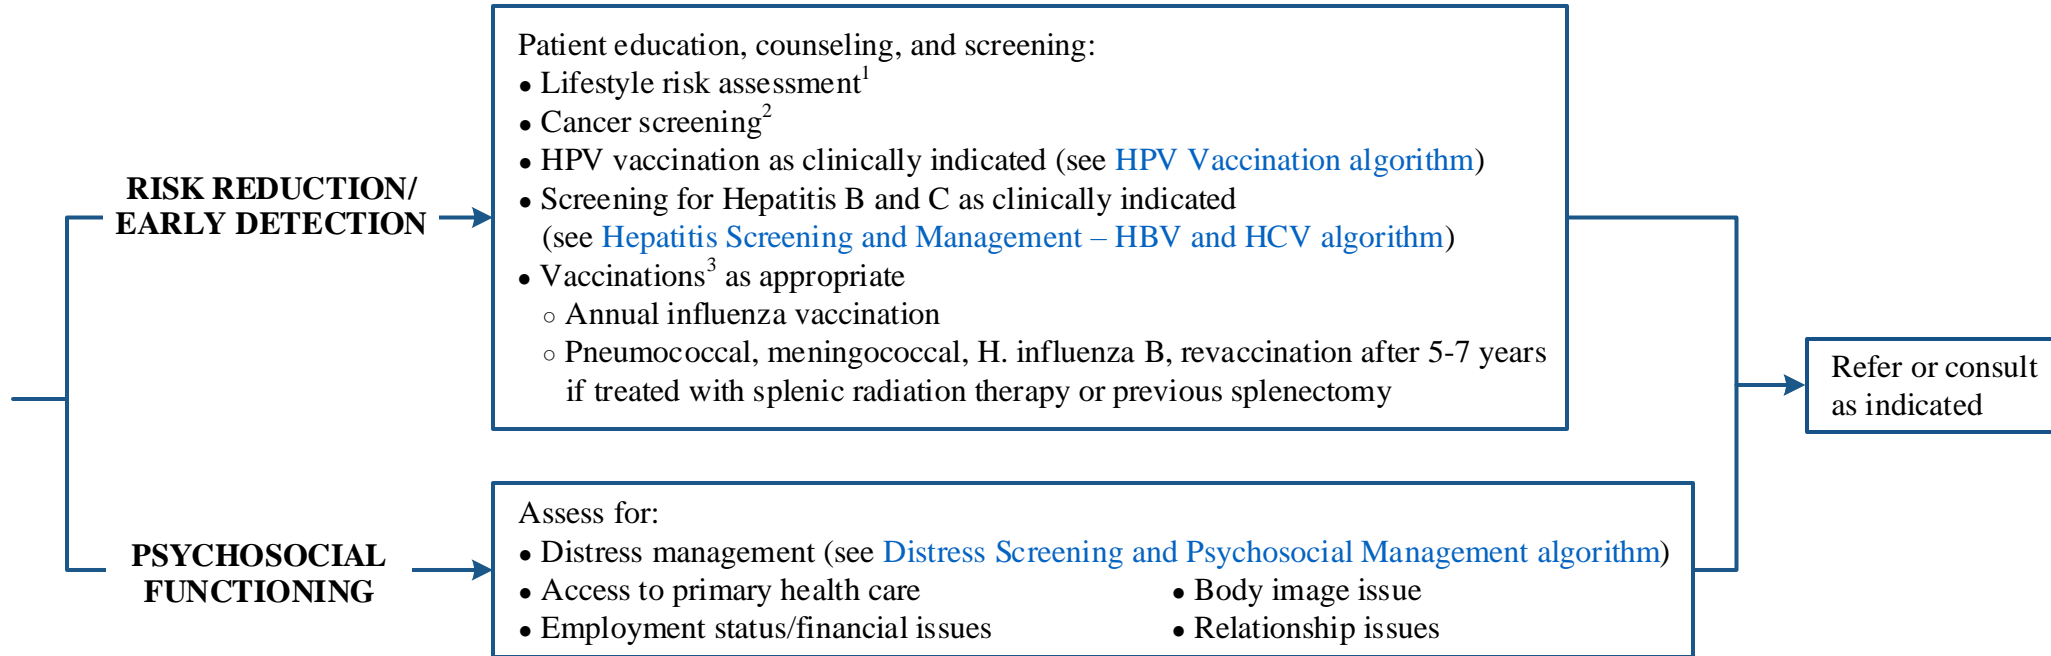 Patient education, counseling, and screening:
● Lifestyle risk assessment1
● Cancer screening2
● HPV vaccination as clinically indicated (see HPV Vaccination algorithm)
● Screening for Hepatitis B and C as clinically indicated
(see Hepatitis Screening and Management – HBV and HCV algorithm)
● Vaccinations3 as appropriate
○ Annual influenza vaccination
○ Pneumococcal, meningococcal, H. influenza B, revaccination after 5-7 years
if treated with splenic radiation therapy or previous splenectomy
RISK REDUCTION/
EARLY DETECTION
Refer or consult
as indicated
PSYCHOSOCIAL
FUNCTIONING
Assess for:
● Distress management (see Distress Screening and Psychosocial Management algorithm)
● Access to primary health care ● Body image issue
● Employment status/financial issues ● Relationship issues